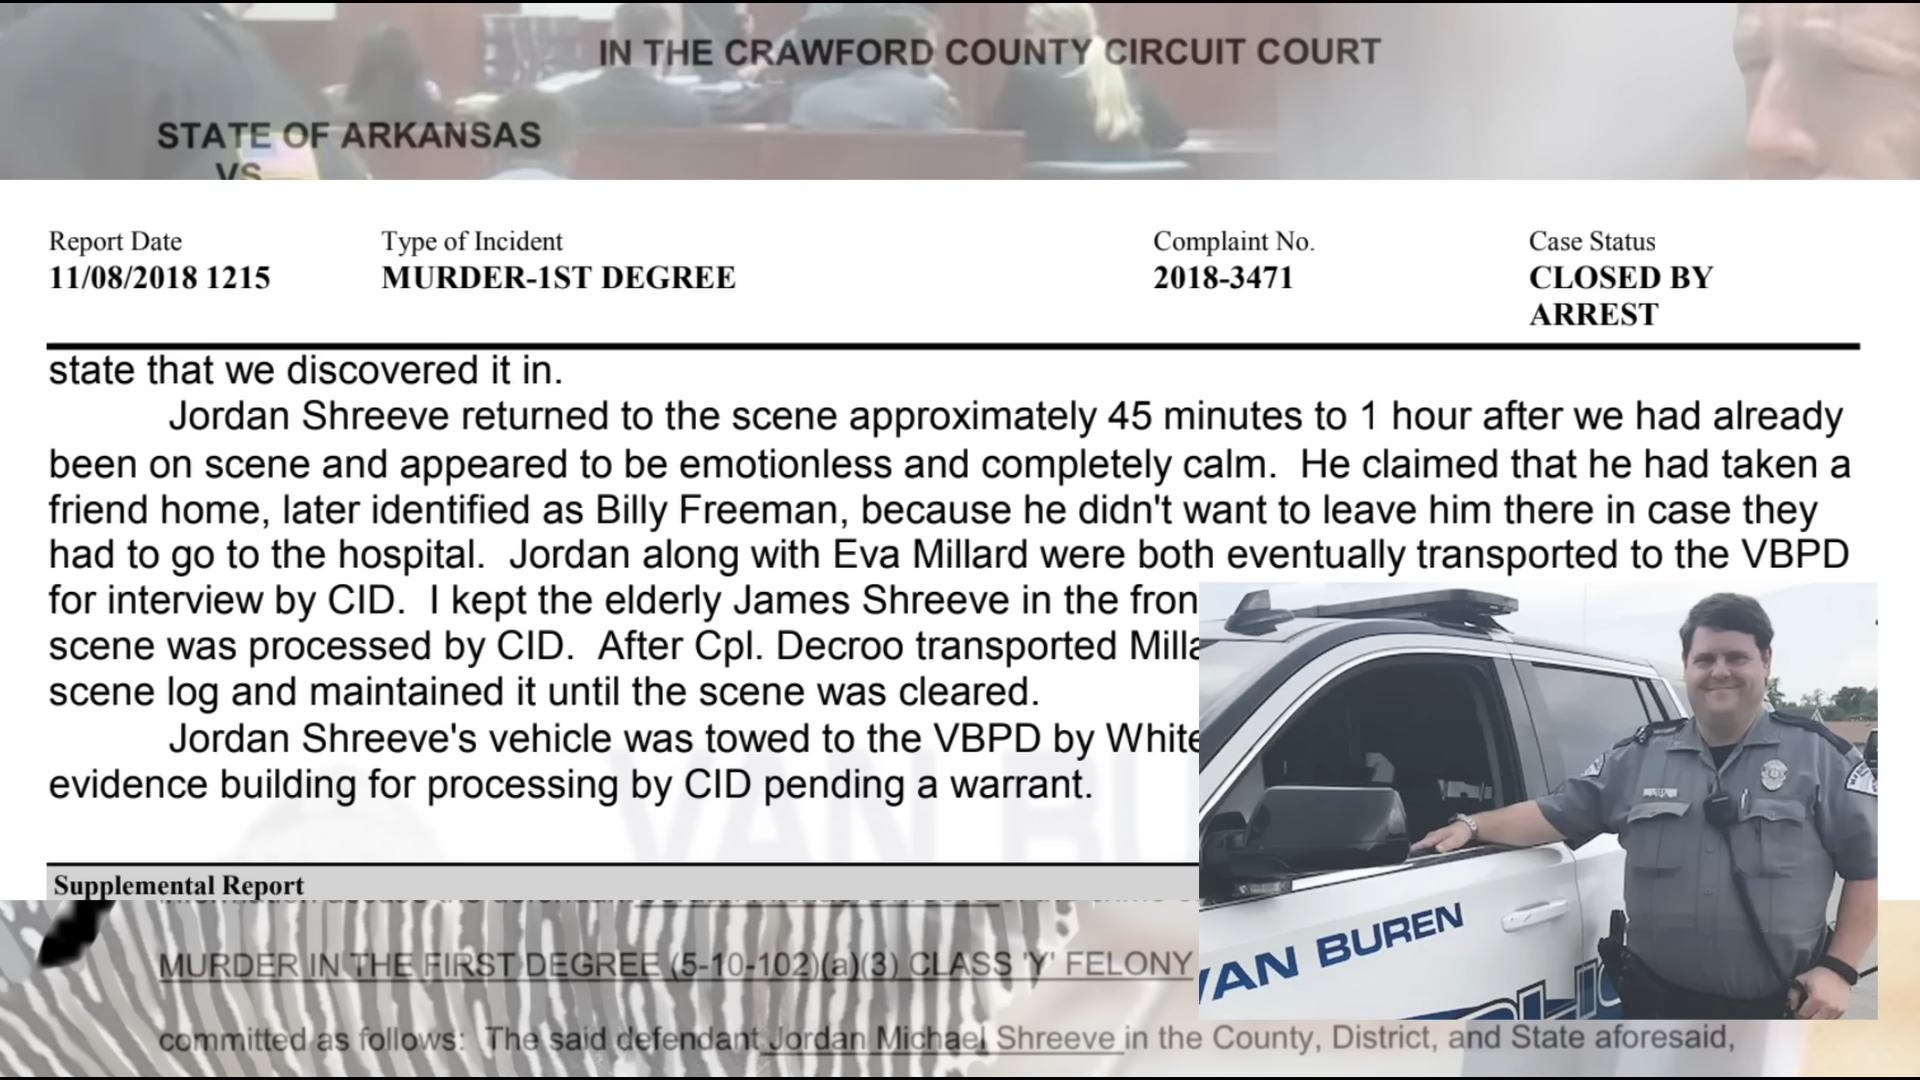 IN THE CRAWFORD COUNTY CIRCUIT COURT
STATE OF ARKANSAS
VS
Report Date Type of Incident Complaint No. Case Status
11/08/2018 1215 MURDER-1ST DEGREE 2018-3471 CLOSED BY
ARREST
state that we discovered it in.
Jordan Shreeve returned to the scene approximately 45 minutes to 1 hour after we had already
been on scene and appeared to be emotionless and completely calm.  He claimed that he had taken a
friend home, later identified as Billy Freeman, because he didn't want to leave him there in case they
had to go to the hospital.  Jordan along with Eva Millard were both eventually transported to the VBPD
for interview by CID.  I kept the elderly James Shreeve in the fron
scene was processed by CID.  After Cpl. Decroo transported Milla
scene log and maintained it until the scene was cleared.
Jordan Shreeve's vehicle was towed to the VBPD by White
evidence building for processing by CID pending a warrant.
VAN BU
Supplemental Report
VAN BUREN
MURDER IN THE FIRST DEGREE (5-10-102)(a)(3) CLASS 'Y' FELONY
committed as follows:  The said defendant Jordan Michael Shreeve in the County, District, and State aforesaid,